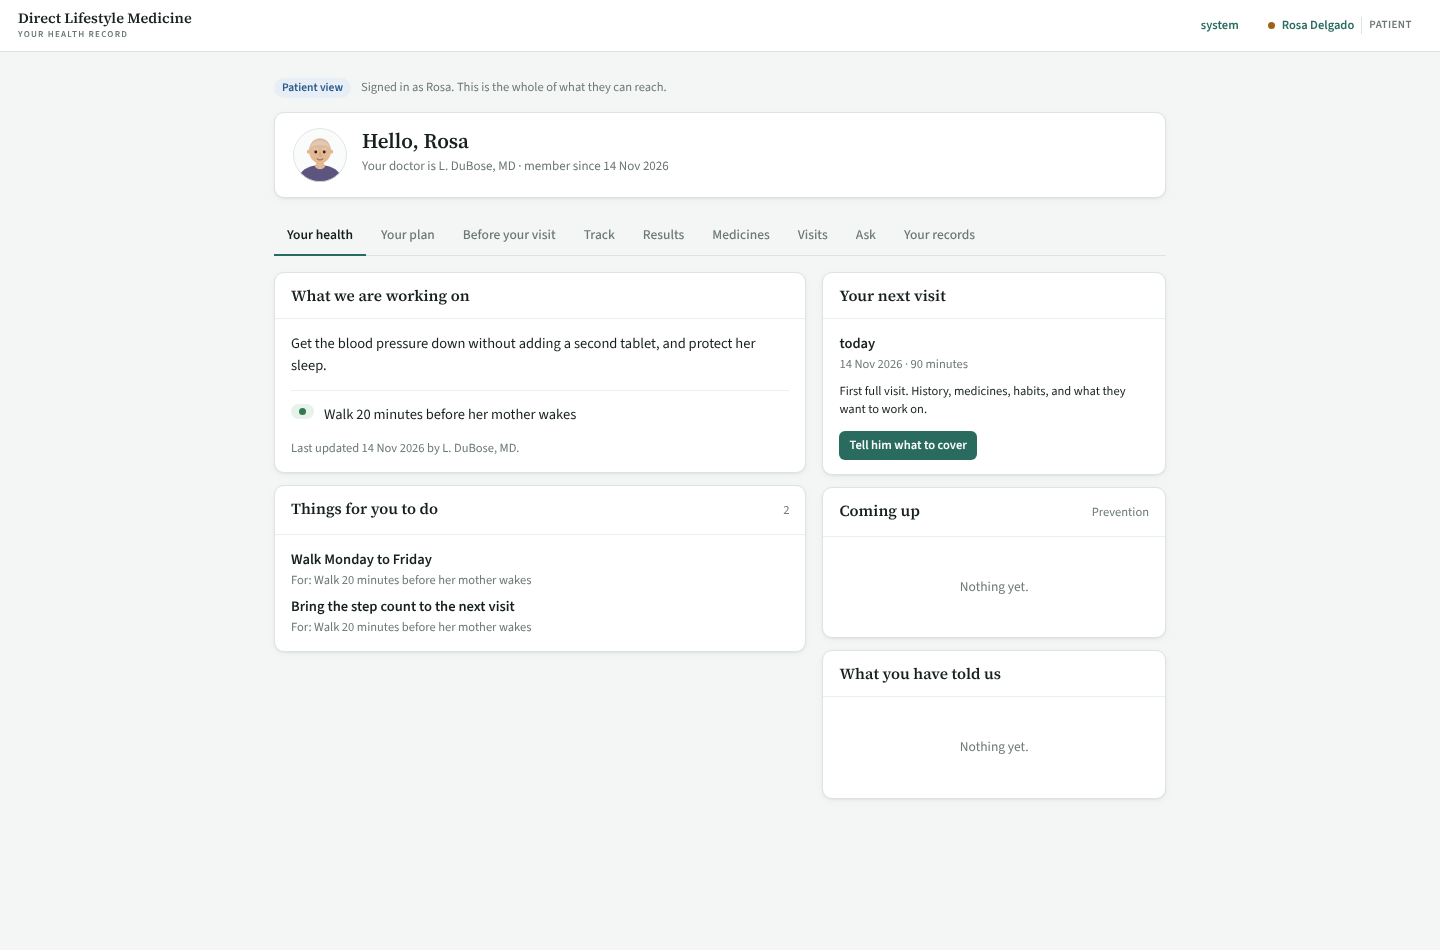 Direct Lifestyle Medicine
YOUR HEALTH RECORD
system
Rosa Delgado
PATIENT
Patient view
Signed in as Rosa. This is the whole of what they can reach.
Hello, Rosa
Your doctor is L. DuBose, MD · member since 14 Nov 2026
Your health
Your plan
Before your visit
Track
Results
Medicines
Visits
Ask
Your records
What we are working on
Get the blood pressure down without adding a second tablet, and protect her
sleep.
Walk 20 minutes before her mother wakes
Last updated 14 Nov 2026 by L. DuBose, MD.
Things for you to do
2
Walk Monday to Friday
For: Walk 20 minutes before her mother wakes
Bring the step count to the next visit
For: Walk 20 minutes before her mother wakes
Your next visit
today
14 Nov 2026 · 90 minutes
First full visit. History, medicines, habits, and what they
want to work on.
Tell him what to cover
Coming up
Prevention
Nothing yet.
What you have told us
Nothing yet.